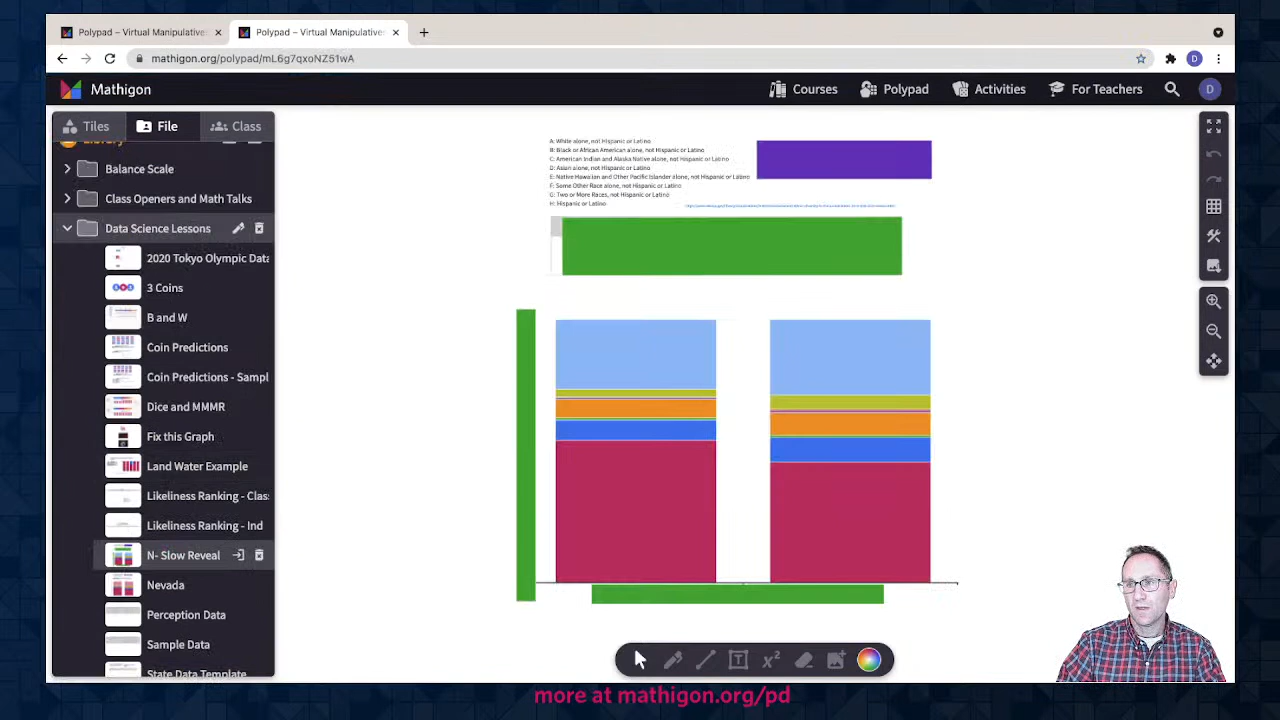 Polypad – Virtual Manipulatives
Polypad – Virtual Manipulatives
mathigon.org/polypad/mL6g7qxoNZ51wA
D
Mathigon
Courses
Polypad
Activities
For Teachers
D
Tiles
File
Class
Balance Scale
Class Openers and Math Talks
Data Science
2020 Tokyo Olympic Data
3 Coins
B and W
Coin Predictions
Coin Predictions - Sampl
Dice and MMMR
Fix this Graph
Land Water Example
Likeliness Ranking - Class
Likeliness Ranking - Ind
N- Slow Reveal
Nevada
Perception Data
Sample Data
State Data Template
A: White alone, not Hispanic or Latino
B: Black or African American alone, not Hispanic or Latino
C: American Indian and Alaska Native alone, not Hispanic or Latino
D: Asian alone, not Hispanic or Latino
E: Native Hawaiian and Other Pacific Islander alone, not Hispanic or Latino
F: Some Other Race alone, not Hispanic or Latino
G: Two or More Races, not Hispanic or Latino
H: Hispanic or Latino
T
x²
more at mathigon.org/pd